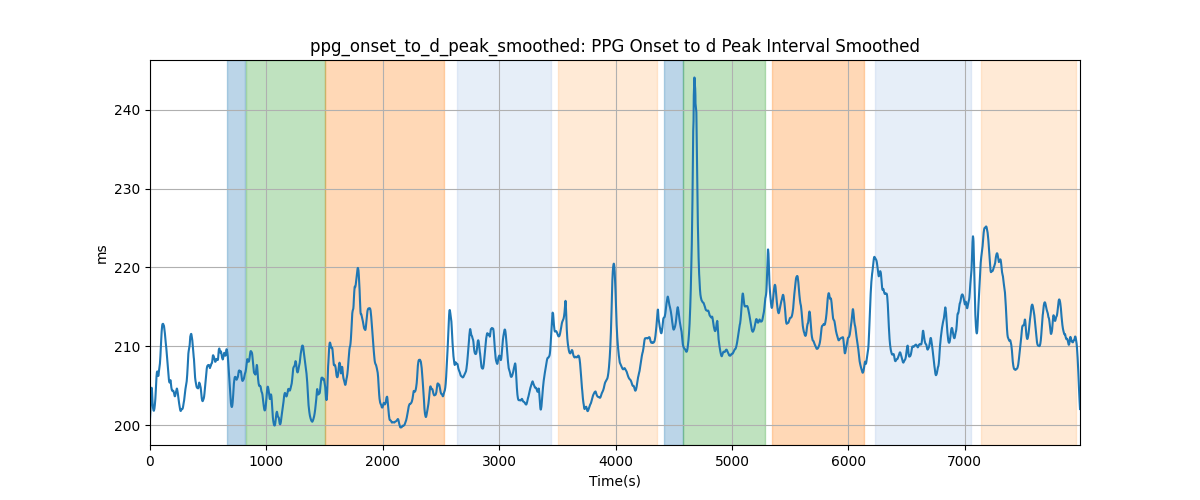 ppg_onset_to_d_peak_smoothed: PPG Onset to d Peak Interval Smoothed
240
230
220
210
200
ms
0 1000 2000 3000 4000 5000 6000 7000
Time(s)